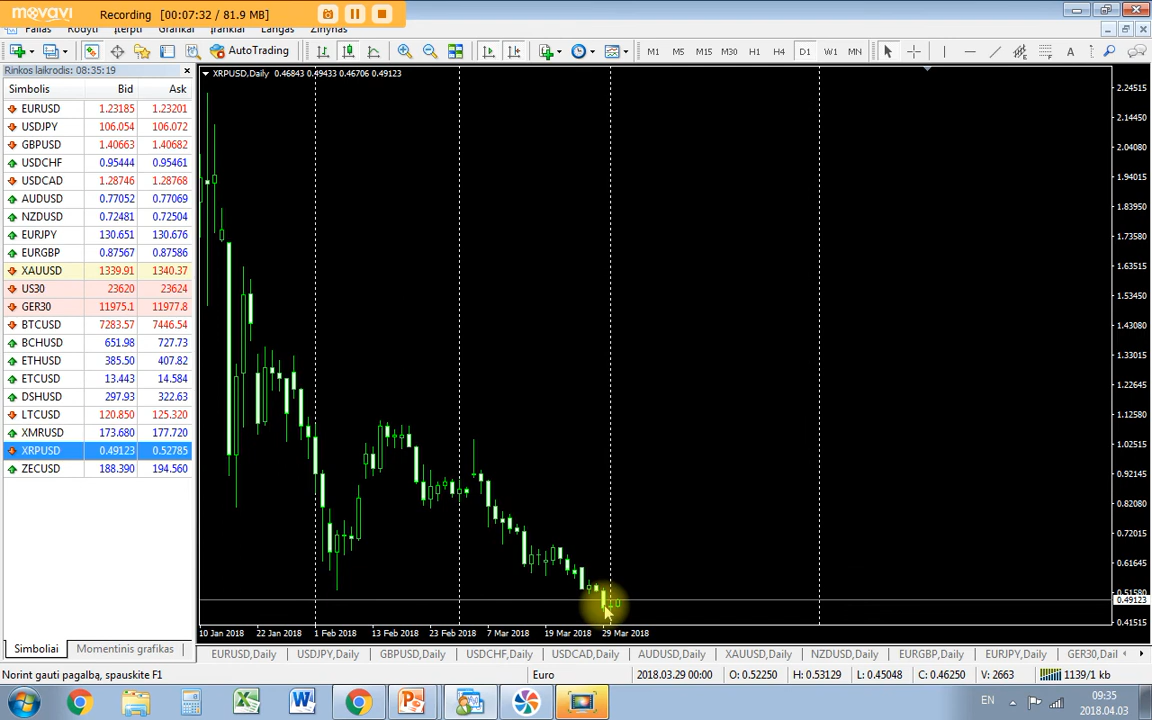 movavi Recording (00:07:32 / 81.9 MB)
Failas Rodyti Įterpti Grafikai Įrankiai Langas Žinynas
AutoTrading M1 M5 M15 M30 H1 H4 D1 W1 MN A T
Rinkos laikrodis: 08:35:19
Simbolis Bid Ask
EURUSD 1.23185 1.23201
USDJPY 106.054 106.072
GBPUSD 1.40663 1.40682
USDCHF 0.95444 0.95461
USDCAD 1.28746 1.28768
AUDUSD 0.77052 0.77069
NZDUSD 0.72481 0.72504
EURJPY 130.651 130.676
EURGBP 0.87567 0.87586
XAUUSD 1339.91 1340.37
US30 23620 23624
GER30 11975.1 11977.8
BTCUSD 7283.57 7446.54
BCHUSD 651.98 727.73
ETHUSD 385.50 407.82
ETCUSD 13.443 14.584
DSHUSD 297.93 322.63
LTCUSD 120.850 125.320
XMRUSD 173.680 177.720
XRPUSD 0.49123 0.52785
ZECUSD 188.390 194.560
Simboliai Momentinis grafikas
XRPUSD,Daily 0.46843 0.49433 0.46706 0.49123
2.24515
2.14450
2.04080
1.94015
1.83950
1.73580
1.63515
1.53450
1.43080
1.33015
1.22645
1.12580
1.02515
0.92145
0.82080
0.72015
0.61645
0.51580
0.49123
0.41515
10 Jan 2018 22 Jan 2018 1 Feb 2018 13 Feb 2018 23 Feb 2018 7 Mar 2018 19 Mar 2018 29 Mar 2018
EURUSD,Daily USDJPY,Daily GBPUSD,Daily USDCHF,Daily USDCAD,Daily AUDUSD,Daily XAUUSD,Daily NZDUSD,Daily EURGBP,Daily EURJPY,Daily GER30,Dail
Norint gauti pagalbą, spauskite F1 Euro 2018.03.29 00:00 O: 0.52250 H: 0.53129 L: 0.45048 C: 0.46250 V: 2663 1139/1 kb
EN 09:35
2018.04.03